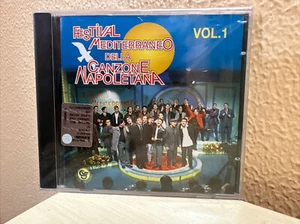 FESTIVAL
MEDITERRANEO
DELLA
CANZONE
NAPOLETANA
VOL.1